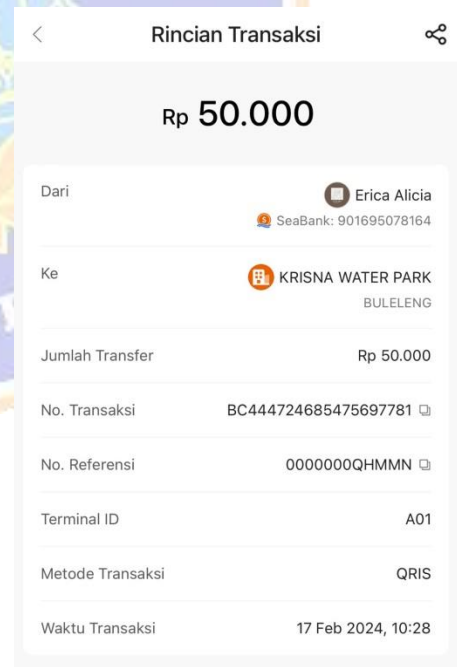 Rincian Transaksi
Rp 50.000
Dari
Erica Alicia
SeaBank: 901695078164
Ke
KRISNA WATER PARK
BULELENG
Jumlah Transfer
Rp 50.000
No. Transaksi
BC444724685475697781
No. Referensi
0000000QHMMN
Terminal ID
A01
Metode Transaksi
QRIS
Waktu Transaksi
17 Feb 2024, 10:28